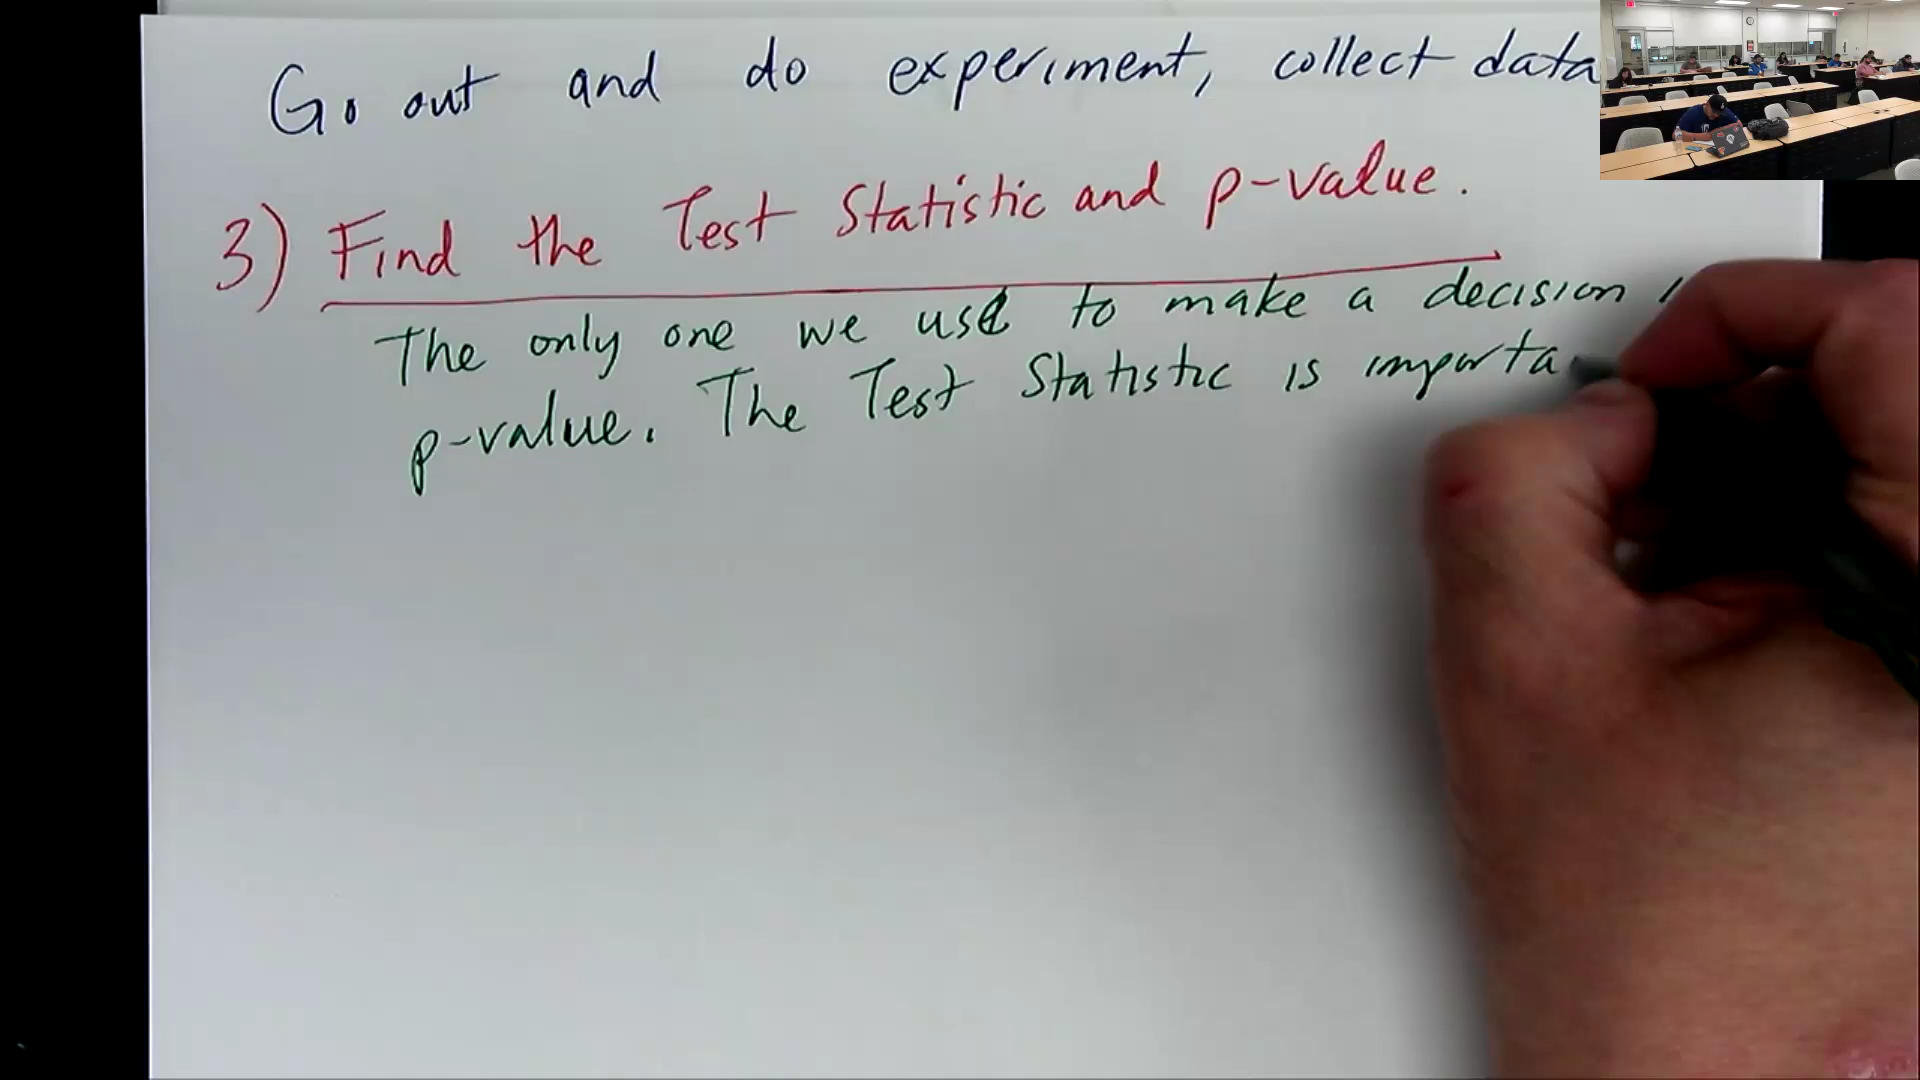 Go out and do experiment, collect data
3) Find the Test Statistic and p-value.
The only one we use to make a decision
p-value. The Test Statistic is importa